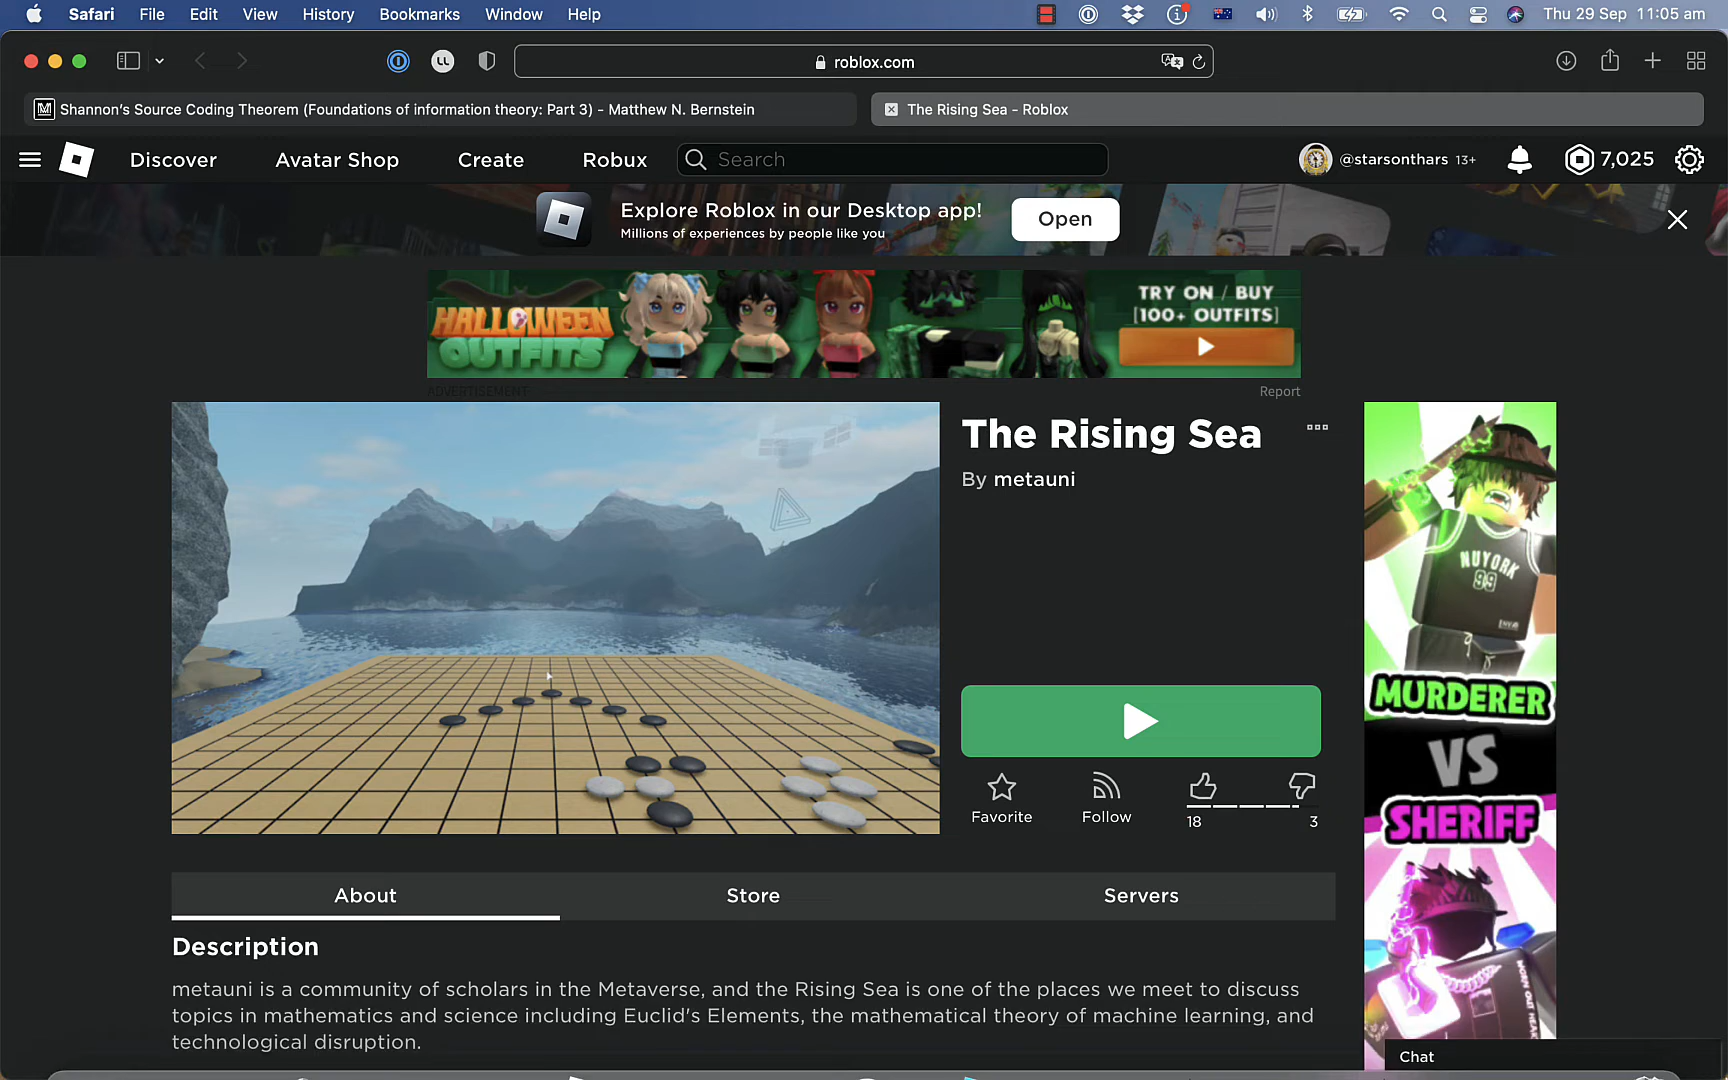 Safari File Edit View History Bookmarks Window Help Thu 29 Sep 11:05 am
roblox.com
Shannon's Source Coding Theorem (Foundations of information theory: Part 3) - Matthew N. Bernstein
The Rising Sea - Roblox
Discover Avatar Shop Create Robux Search @starsonthars 13+ 7,025
Explore Roblox in our Desktop app!
Millions of experiences by people like you
Open
HALLOWEEN
OUTFITS
TRY ON / BUY
[100+ OUTFITS]
ADVERTISEMENT
Report
The Rising Sea
By metauni
Favorite Follow 18 3
NUYORK
99
MURDERER
VS
SHERIFF
About Store Servers
Description
metauni is a community of scholars in the Metaverse, and the Rising Sea is one of the places we meet to discuss
topics in mathematics and science including Euclid's Elements, the mathematical theory of machine learning, and
technological disruption.
Chat